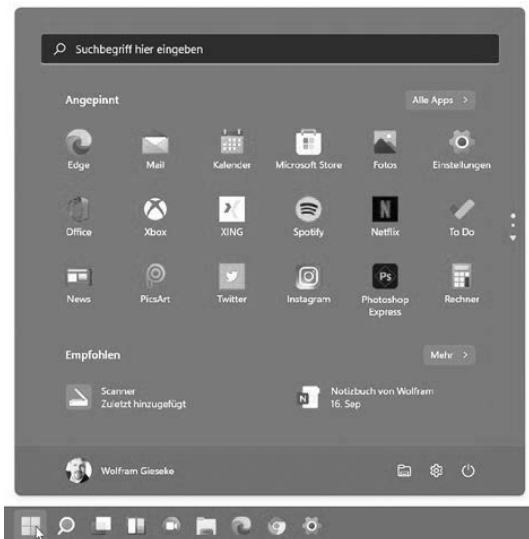 Suchbegriff hier eingeben
Angepinnt
Alle Apps >
Edge Mail Kalender Microsoft Store Fotos Einstellungen
Office Xbox XING Spotify Netflix To Do
N
News PicsArt Twitter Instagram Photoshop Express Rechner
Ps
Empfohlen
Mehr >
Scanner
Zuletzt hinzugefügt
N
Notizbuch von Wolfram
16. Sep
Wolfram Gieseke